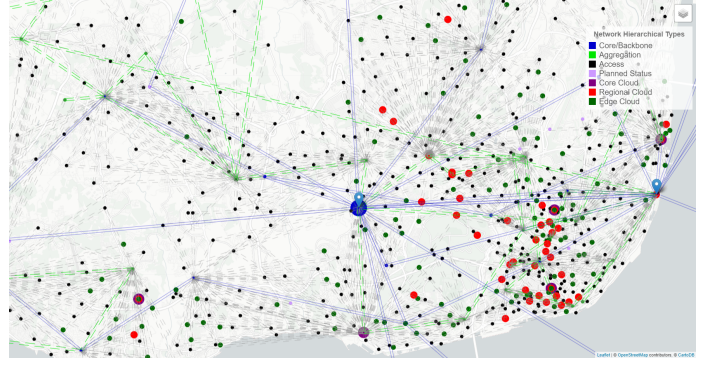 Network Hierarchical Types
Core/Backbone
Aggregation
Access
Planned Status
Core Cloud
Regional Cloud
Edge Cloud
Leaflet | © OpenStreetMap contributors, © CartoDB